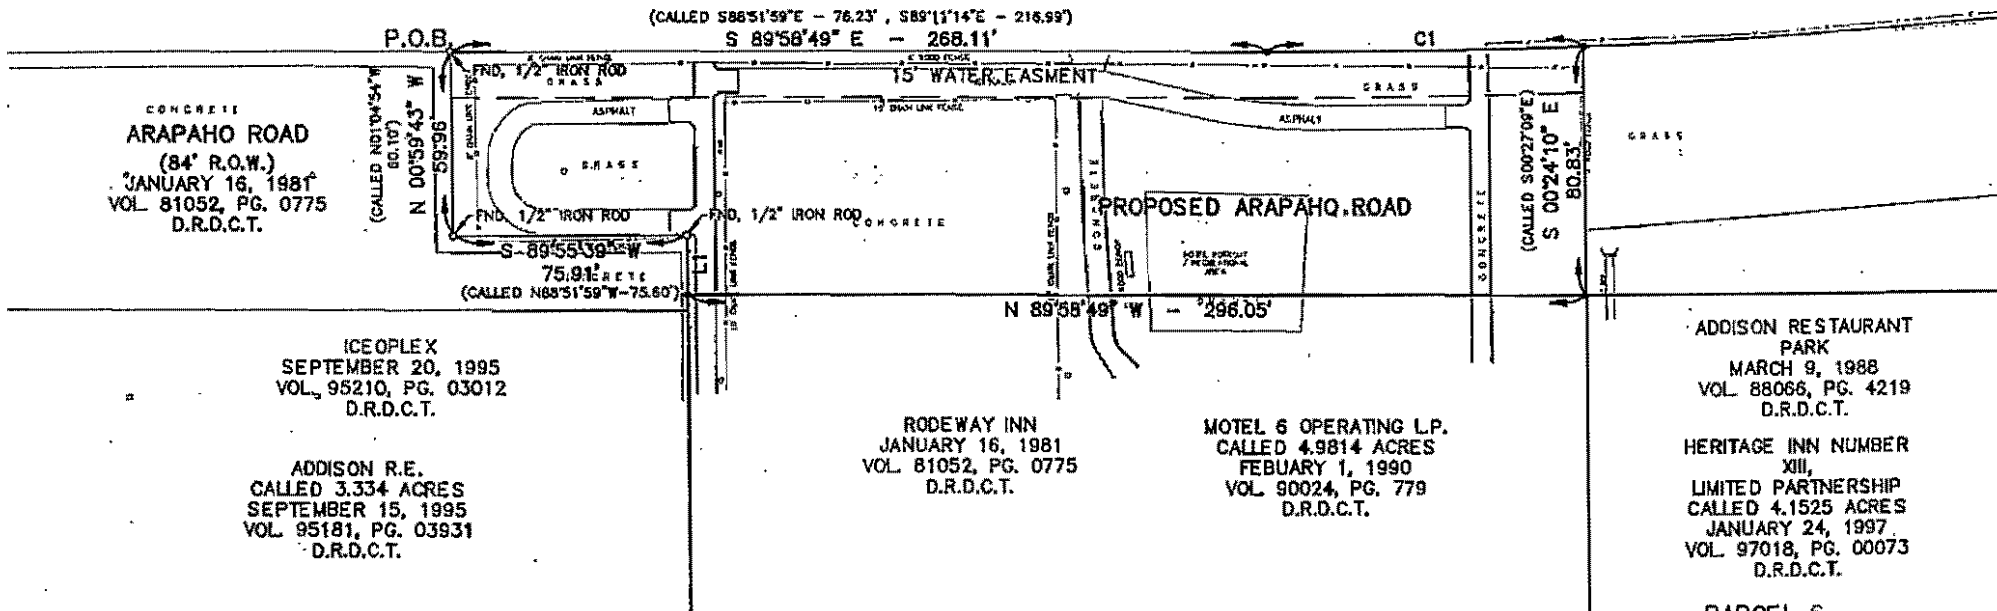 (CALLED S88°51'59"E - 76.23' , S89°11'14"E - 216.99')
P.O.B.
S 89°58'49" E - 268.11'
C1
FND, 1/2" IRON ROD
GRASS
15' WATER EASMENT
GRASS
CONCRETE
ARAPAHO ROAD
(84' R.O.W.)
JANUARY 16, 1981
VOL. 81052, PG. 0775
D.R.D.C.T.
(CALLED N01°04'54"W
60.10')
N 00°59'43" W
59.96
ASPHALT
GRASS
ASPHALT
GRASS
(CALLED S00°27'09"E)
S 00°24'10" E
80.83'
FND, 1/2" IRON ROD
FND, 1/2" IRON ROD
CONCRETE
CONCRETE
PROPOSED ARAPAHO ROAD
CONCRETE
S 89°55'39" W
75.91'
(CALLED N88°51'59"W-75.60')
L1
N 89°58'49" W - 296.05'
ICEOPLEX
SEPTEMBER 20, 1995
VOL. 95210, PG. 03012
D.R.D.C.T.
ADDISON R.E.
CALLED 3.334 ACRES
SEPTEMBER 15, 1995
VOL. 95181, PG. 03931
D.R.D.C.T.
RODEWAY INN
JANUARY 16, 1981
VOL. 81052, PG. 0775
D.R.D.C.T.
MOTEL 6 OPERATING L.P.
CALLED 4.9814 ACRES
FEBUARY 1, 1990
VOL. 90024, PG. 779
D.R.D.C.T.
ADDISON RESTAURANT
PARK
MARCH 9, 1988
VOL. 88066, PG. 4219
D.R.D.C.T.
HERITAGE INN NUMBER
XIII,
LIMITED PARTNERSHIP
CALLED 4.1525 ACRES
JANUARY 24, 1997
VOL. 97018, PG. 00073
D.R.D.C.T.
PARCEL 6